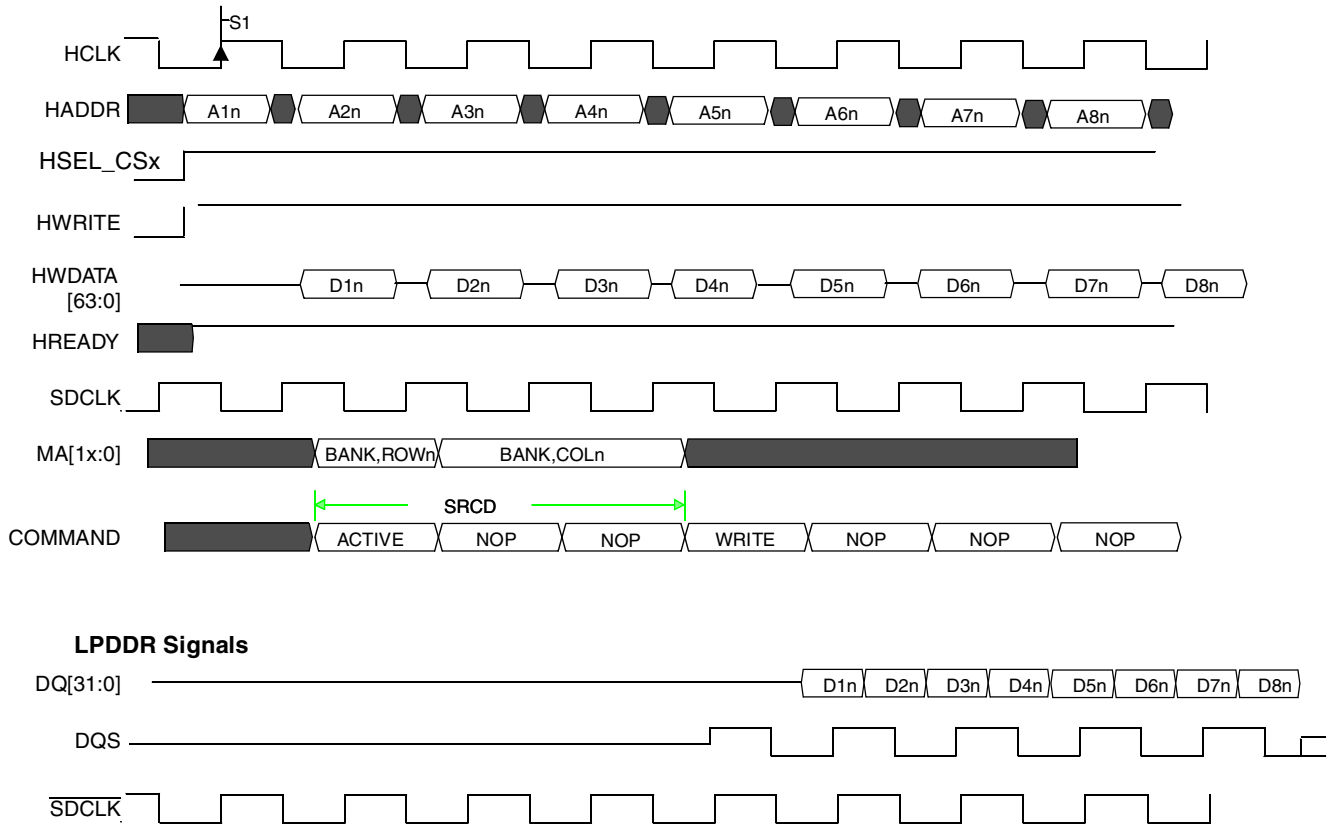 S1
HCLK
HADDR A1n A2n A3n A4n A5n A6n A7n A8n
HSEL_CSx
HWRITE
HWDATA
[63:0] D1n D2n D3n D4n D5n D6n D7n D8n
HREADY
SDCLK
MA[1x:0] BANK,ROWn BANK,COLn
SRCD
COMMAND ACTIVE NOP NOP WRITE NOP NOP NOP
LPDDR Signals
DQ[31:0] D1n D2n D3n D4n D5n D6n D7n D8n
DQS
SDCLK